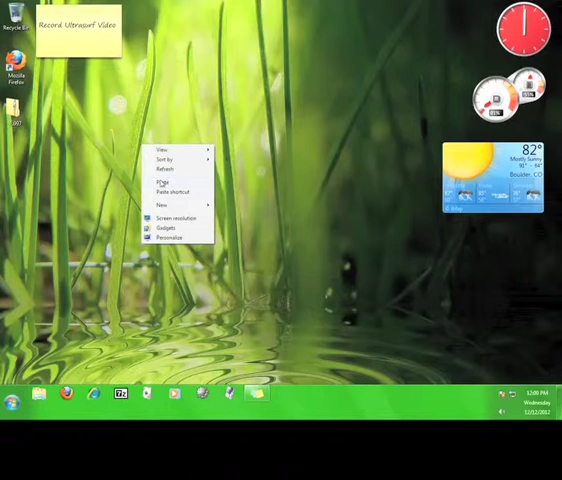 Recycle Bin
Record Ultrasurf Video
Mozilla
Firefox
View
Sort by
Refresh
Paste
Paste shortcut
New
Screen resolution
Gadgets
Personalize
82°
Mostly Sunny
Boulder, CO
12:00 PM
Wednesday
12/12/2012